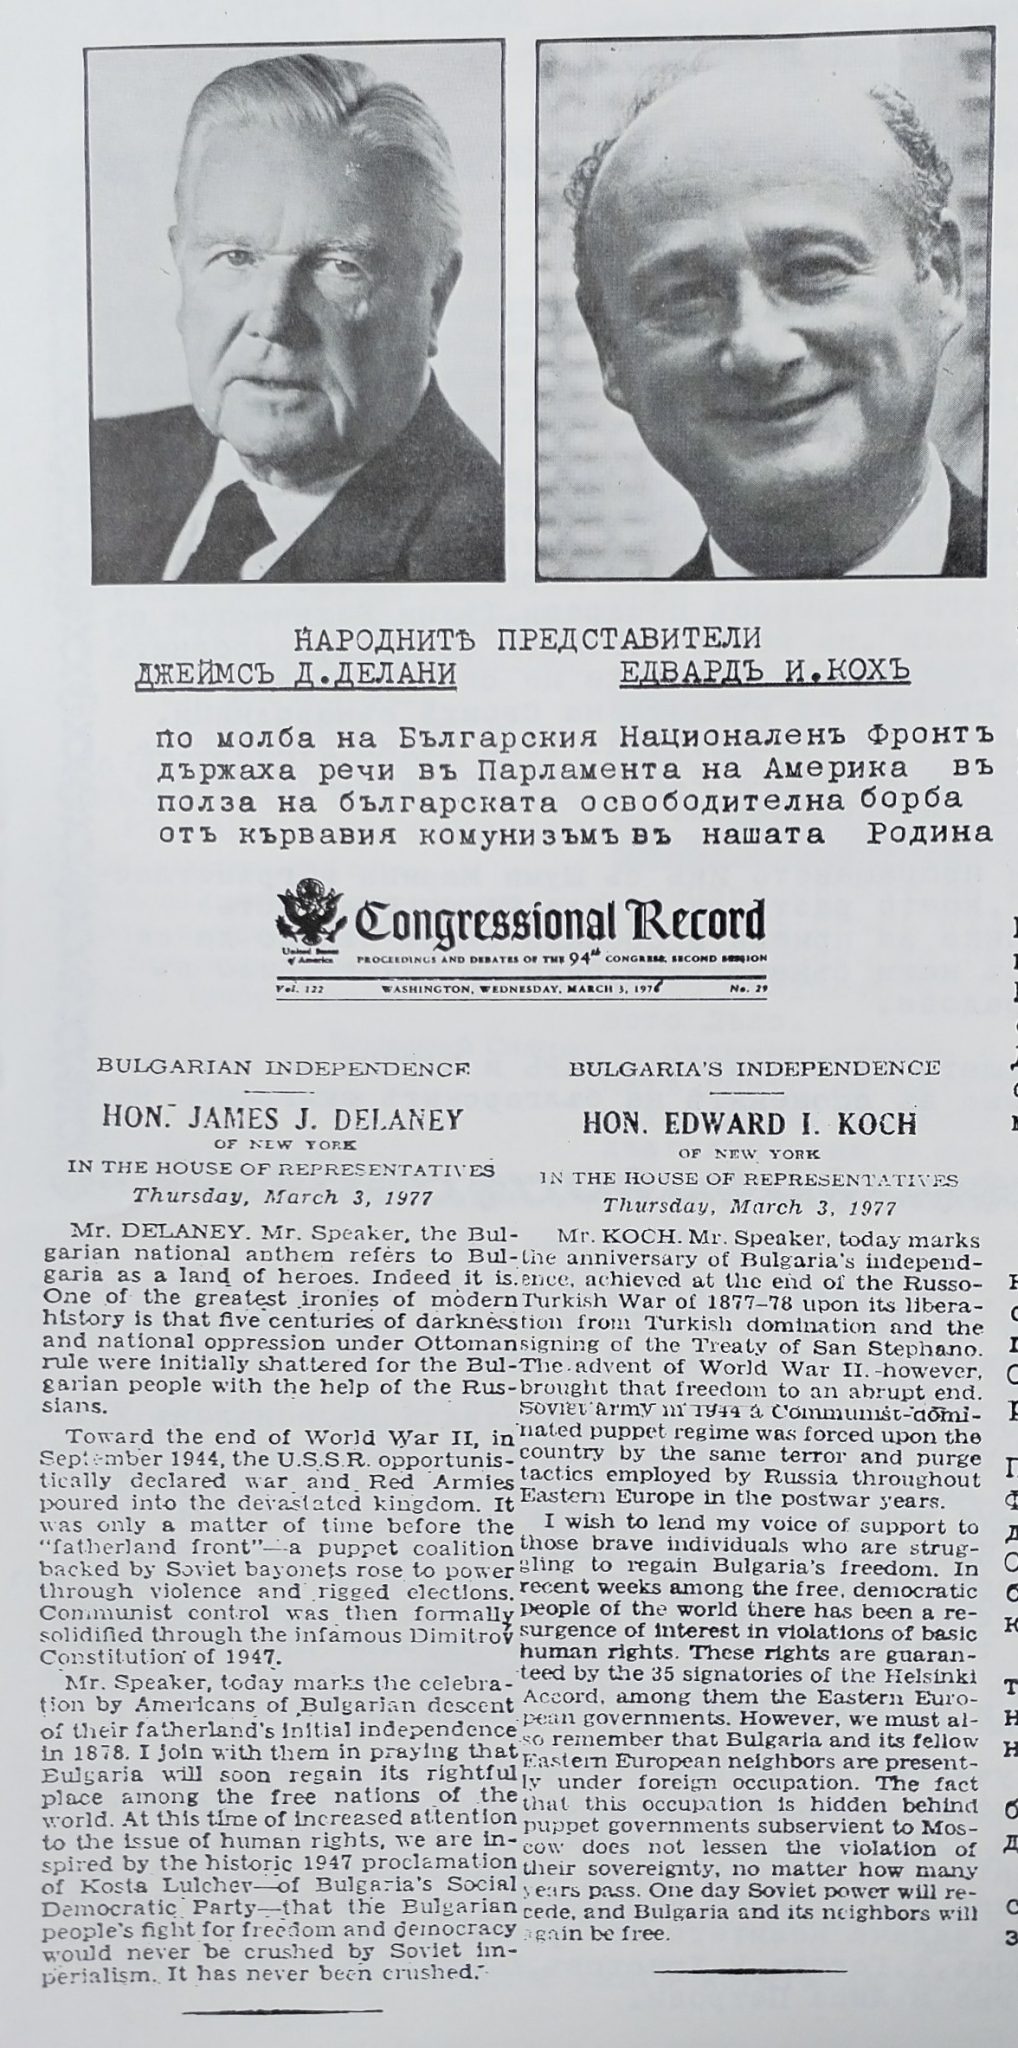 НАРОДНИТѢ ПРЕДСТАВИТЕЛИ
ДЖЕЙМСЪ Д.ДЕЛАНИ ЕДВАРДЪ И.КОХЪ
по молба на Българския Националенъ Фронтъ
държаха речи въ Парламента на Америка въ
полза на българската освободителна борба
отъ кървавия комунизъмъ въ нашата Родина
United States
of America
Congressional Record
PROCEEDINGS AND DEBATES OF THE 94th CONGRESS, SECOND SESSION
Vol. 122 WASHINGTON, WEDNESDAY, MARCH 3, 1976 No. 29
BULGARIAN INDEPENDENCE
HON. JAMES J. DELANEY
OF NEW YORK
IN THE HOUSE OF REPRESENTATIVES
Thursday, March 3, 1977
Mr. DELANEY. Mr. Speaker, the Bul-
garian national anthem refers to Bul-
garia as a land of heroes. Indeed it is.
One of the greatest ironies of modern
history is that five centuries of darkness
and national oppression under Ottoman
rule were initially shattered for the Bul-
garian people with the help of the Rus-
sians.
Toward the end of World War II, in
September 1944, the U.S.S.R. opportunis-
tically declared war and Red Armies
poured into the devastated kingdom. It
was only a matter of time before the
"fatherland front"—a puppet coalition
backed by Soviet bayonets rose to power
through violence and rigged elections.
Communist control was then formally
solidified through the infamous Dimitrov
Constitution of 1947.
Mr. Speaker, today marks the celebra-
tion by Americans of Bulgarian descent
of their fatherland's initial independence
in 1878. I join with them in praying that
Bulgaria will soon regain its rightful
place among the free nations of the
world. At this time of increased attention
to the issue of human rights, we are in-
spired by the historic 1947 proclamation
of Kosta Lulchev—of Bulgaria's Social
Democratic Party—that the Bulgarian
people's fight for freedom and democracy
would never be crushed by Soviet im-
perialism. It has never been crushed.
BULGARIA'S INDEPENDENCE
HON. EDWARD I. KOCH
OF NEW YORK
IN THE HOUSE OF REPRESENTATIVES
Thursday, March 3, 1977
Mr. KOCH. Mr. Speaker, today marks
the anniversary of Bulgaria's independ-
ence, achieved at the end of the Russo-
Turkish War of 1877–78 upon its libera-
tion from Turkish domination and the
signing of the Treaty of San Stephano.
The advent of World War II, however,
brought that freedom to an abrupt end.
Soviet army in 1944 a Communist-domi-
nated puppet regime was forced upon the
country by the same terror and purge
tactics employed by Russia throughout
Eastern Europe in the postwar years.
I wish to lend my voice of support to
those brave individuals who are strug-
gling to regain Bulgaria's freedom. In
recent weeks among the free, democratic
people of the world there has been a re-
surgence of interest in violations of basic
human rights. These rights are guaran-
teed by the 35 signatories of the Helsinki
Accord, among them the Eastern Euro-
pean governments. However, we must al-
so remember that Bulgaria and its fellow
Eastern European neighbors are present-
ly under foreign occupation. The fact
that this occupation is hidden behind
puppet governments subservient to Mos-
cow does not lessen the violation of
their sovereignty, no matter how many
years pass. One day Soviet power will re-
cede, and Bulgaria and its neighbors will
again be free.